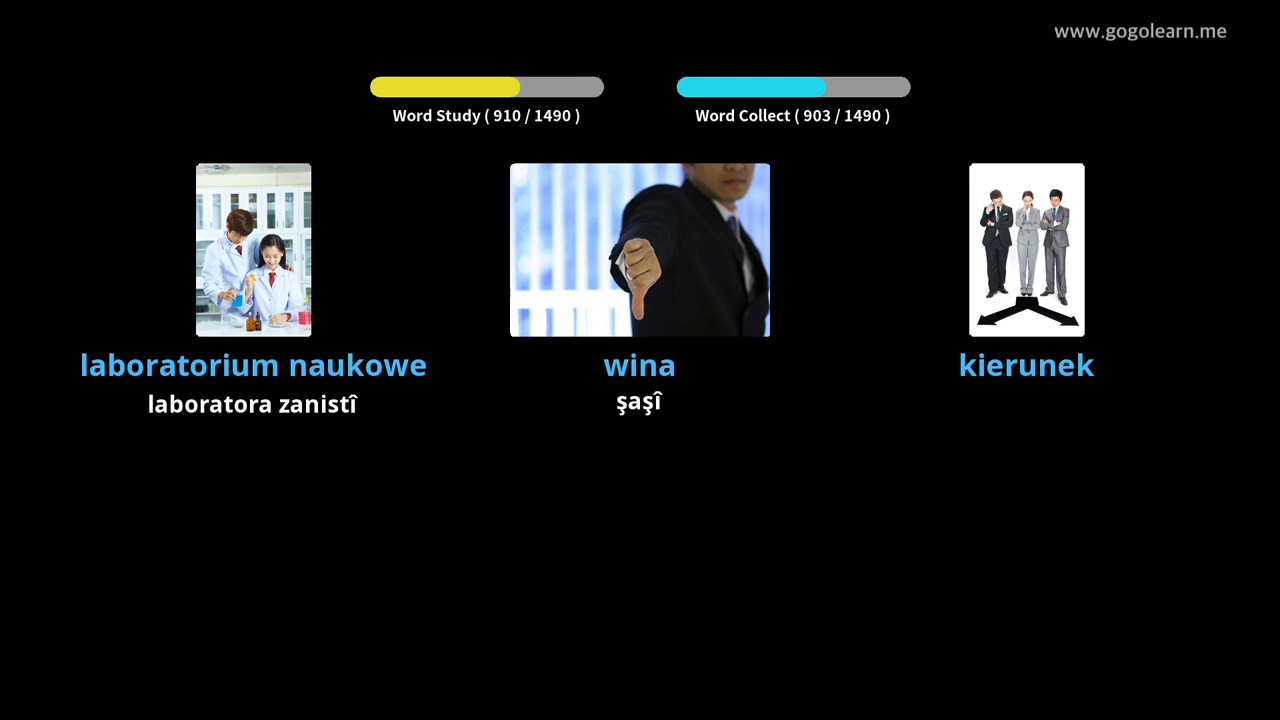 www.gogolearn.me
Word Study ( 910 / 1490 )
Word Collect ( 903 / 1490 )
laboratorium naukowe
laboratora zanistî
wina
şaşî
kierunek